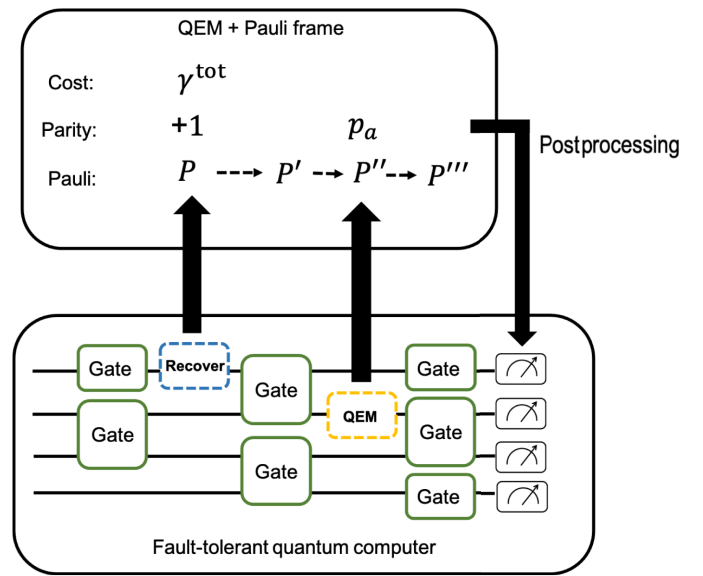 QEM + Pauli frame
Cost: γ^tot
Parity: +1 p_a
Pauli: P P′ P″ P‴
Postprocessing
Gate Recover Gate
Gate
QEM
Gate Gate
Gate
Gate
Fault-tolerant quantum computer